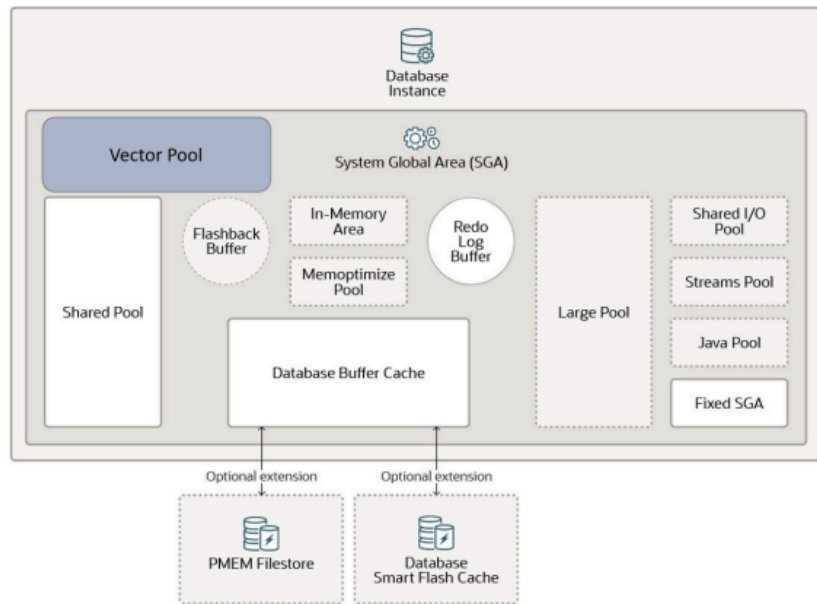 Database
Instance
Vector Pool
System Global Area (SGA)
Flashback
Buffer
In-Memory
Area
Redo
Log
Buffer
Shared I/O
Pool
Memoptimize
Pool
Streams Pool
Shared Pool
Large Pool
Java Pool
Database Buffer Cache
Fixed SGA
Optional extension
Optional extension
PMEM Filestore
Database
Smart Flash Cache